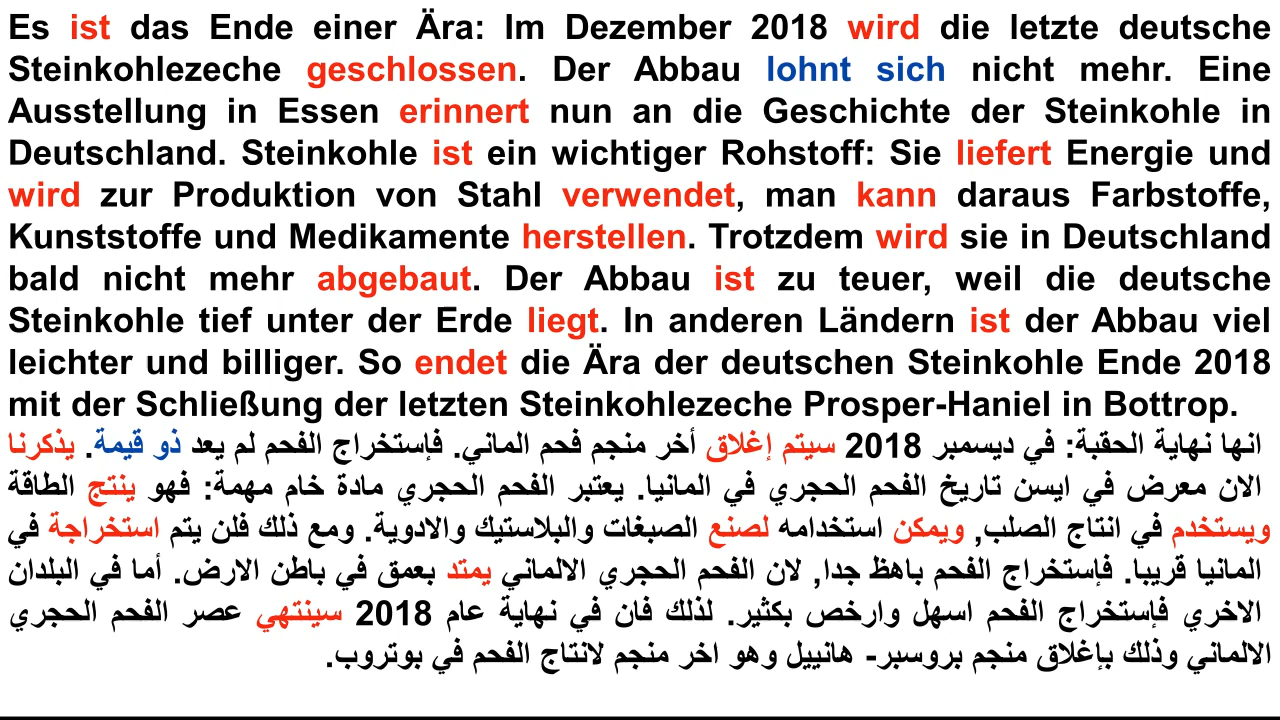 Es ist das Ende einer Ära: Im Dezember 2018 wird die letzte deutsche
Steinkohlezeche geschlossen. Der Abbau lohnt sich nicht mehr. Eine
Ausstellung in Essen erinnert nun an die Geschichte der Steinkohle in
Deutschland. Steinkohle ist ein wichtiger Rohstoff: Sie liefert Energie und
wird zur Produktion von Stahl verwendet, man kann daraus Farbstoffe,
Kunststoffe und Medikamente herstellen. Trotzdem wird sie in Deutschland
bald nicht mehr abgebaut. Der Abbau ist zu teuer, weil die deutsche
Steinkohle tief unter der Erde liegt. In anderen Ländern ist der Abbau viel
leichter und billiger. So endet die Ära der deutschen Steinkohle Ende 2018
mit der Schließung der letzten Steinkohlezeche Prosper-Haniel in Bottrop.
انها نهاية الحقبة: في ديسمبر 2018 سيتم إغلاق أخر منجم فحم الماني. فإستخراج الفحم لم يعد ذو قيمة. يذكرنا
الان معرض في ايسن تاريخ الفحم الحجري في المانيا. يعتبر الفحم الحجري مادة خام مهمة: فهو ينتج الطاقة
ويستخدم في انتاج الصلب, ويمكن استخدامه لصنع الصبغات والبلاستيك والادوية. ومع ذلك فلن يتم استخراجة في
المانيا قريبا. فإستخراج الفحم باهظ جدا, لان الفحم الحجري الالماني يمتد بعمق في باطن الارض. أما في البلدان
الاخري فإستخراج الفحم اسهل وارخص بكثير. لذلك فان في نهاية عام 2018 سينتهي عصر الفحم الحجري
الالماني وذلك بإغلاق منجم بروسبر- هانييل وهو اخر منجم لانتاج الفحم في بوتروب.